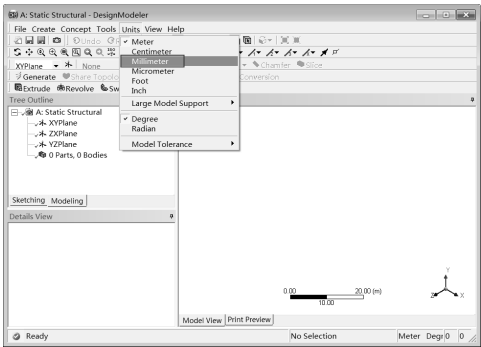 A: Static Structural - DesignModeler
File Create Concept Tools Units View Help
Undo
XYPlane None
Generate Share Topolo Conversion
Chamfer Slice
Extrude Revolve Sw
Meter
Centimeter
Millimeter
Micrometer
Foot
Inch
Large Model Support
Degree
Radian
Model Tolerance
Tree Outline
A: Static Structural
XYPlane
ZXPlane
YZPlane
0 Parts, 0 Bodies
Sketching Modeling
Details View
0.00 20.00 (m)
10.00
Y
Z X
Model View Print Preview
Ready No Selection Meter Degr 0 0